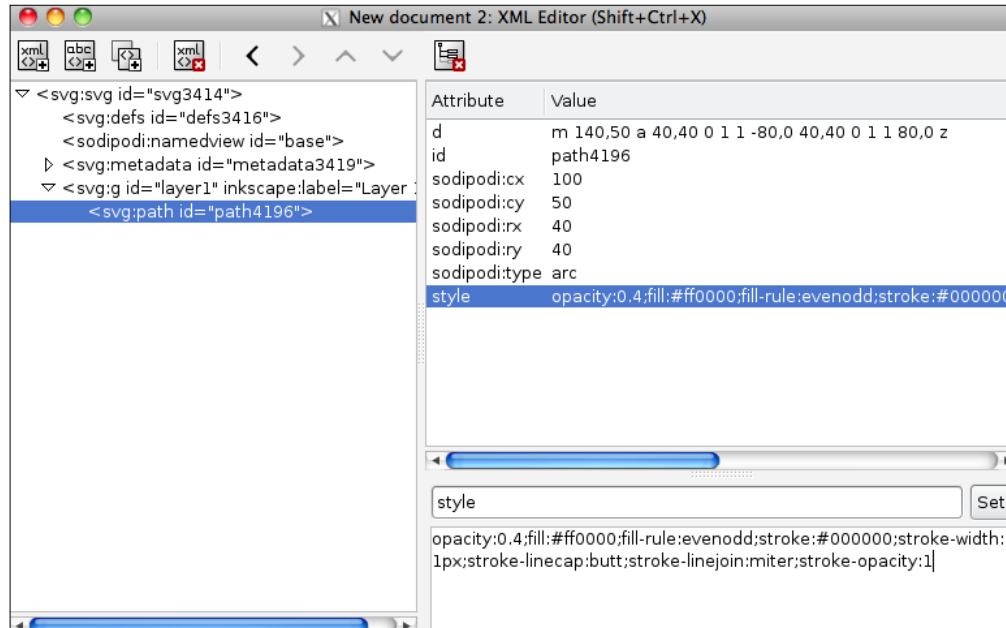 New document 2: XML Editor (Shift+Ctrl+X)
xml
abc
xml
<svg:svg id="svg3414">
<svg:defs id="defs3416">
<sodipodi:namedview id="base">
<svg:metadata id="metadata3419">
<svg:g id="layer1" inkscape:label="Layer
<svg:path id="path4196">
Attribute Value
d m 140,50 a 40,40 0 1 1 -80,0 40,40 0 1 1 80,0 z
id path4196
sodipodi:cx 100
sodipodi:cy 50
sodipodi:rx 40
sodipodi:ry 40
sodipodi:type arc
style opacity:0.4;fill:#ff0000;fill-rule:evenodd;stroke:#000000
style
Set
opacity:0.4;fill:#ff0000;fill-rule:evenodd;stroke:#000000;stroke-width:
1px;stroke-linecap:butt;stroke-linejoin:miter;stroke-opacity:1